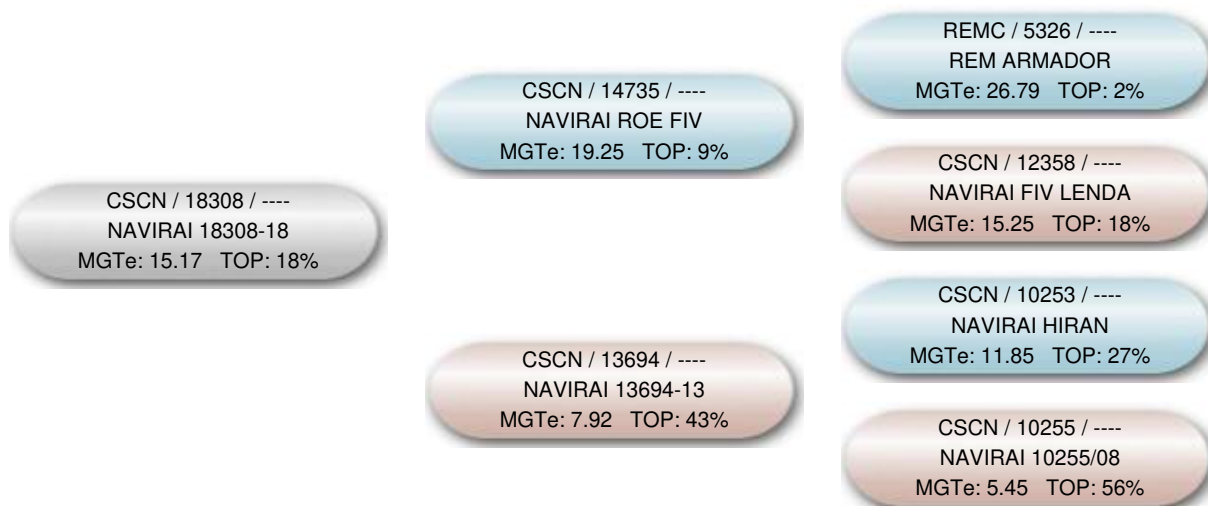 CSCN / 18308 / ----
NAVIRAI 18308-18
MGTe: 15.17 TOP: 18%
CSCN / 14735 / ----
NAVIRAI ROE FIV
MGTe: 19.25 TOP: 9%
CSCN / 13694 / ----
NAVIRAI 13694-13
MGTe: 7.92 TOP: 43%
REMC / 5326 / ----
REM ARMADOR
MGTe: 26.79 TOP: 2%
CSCN / 12358 / ----
NAVIRAI FIV LENDA
MGTe: 15.25 TOP: 18%
CSCN / 10253 / ----
NAVIRAI HIRAN
MGTe: 11.85 TOP: 27%
CSCN / 10255 / ----
NAVIRAI 10255/08
MGTe: 5.45 TOP: 56%